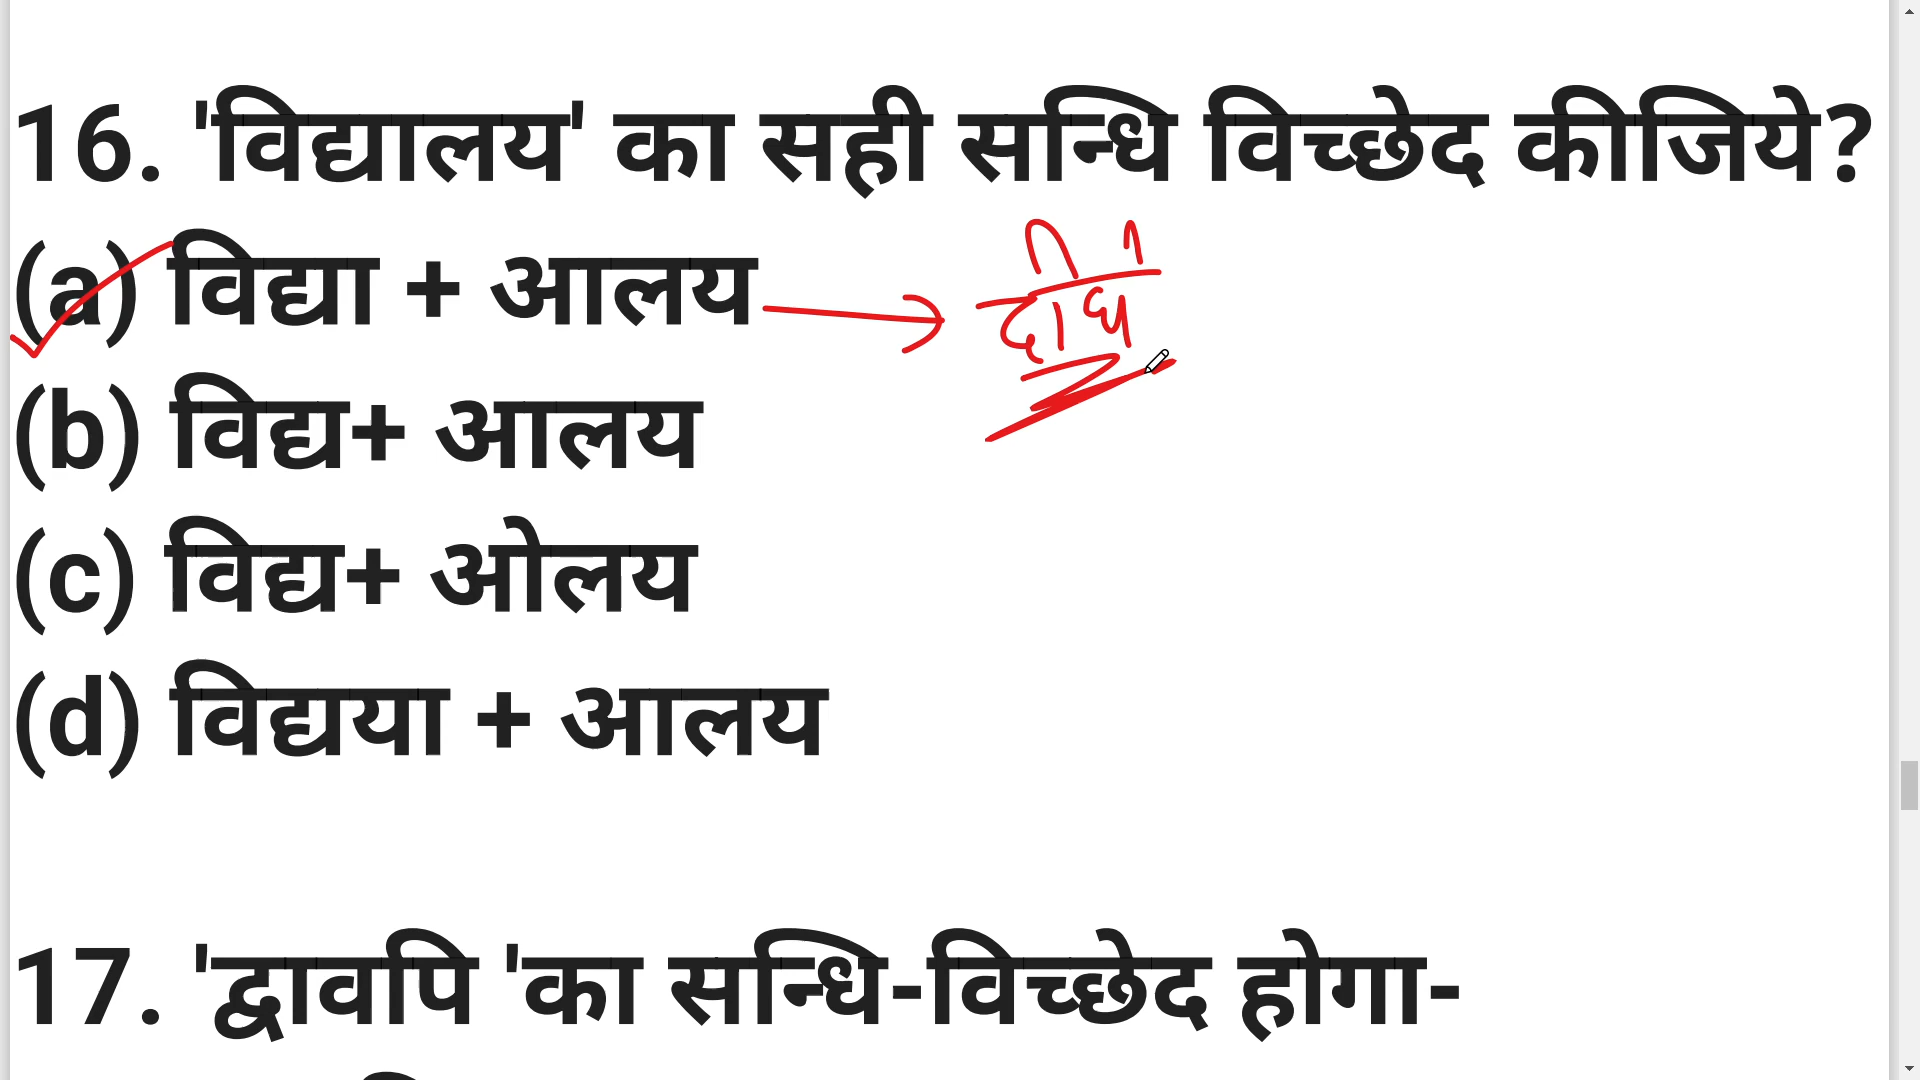 16. 'विद्यालय' का सही सन्धि विच्छेद कीजिये?
(a) विद्या + आलय
दीर्घ
(b) विद्य+ आलय
(c) विद्य+ ओलय
(d) विद्यया + आलय
17. 'द्वावपि 'का सन्धि-विच्छेद होगा-